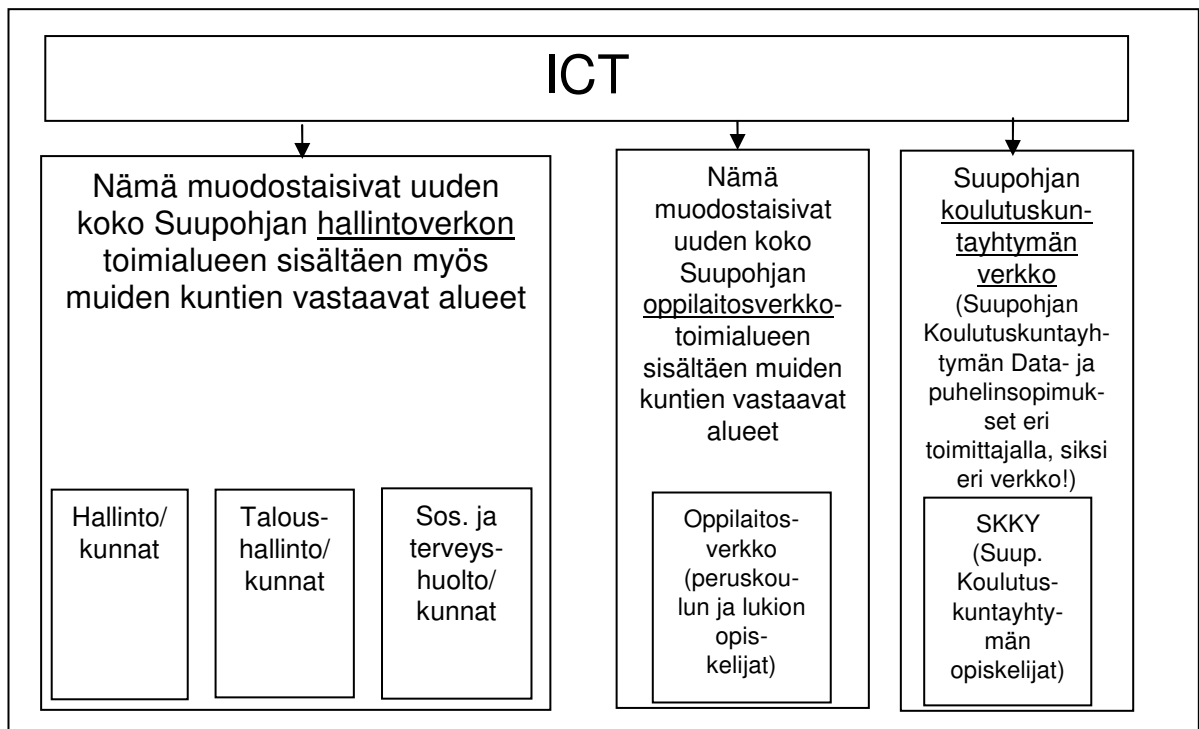 ICT
Nämä muodostaisivat uuden
koko Suupohjan hallintoverkon
toimialueen sisältäen myös
muiden kuntien vastaavat alueet
Hallinto/
kunnat
Talous-
hallinto/
kunnat
Sos. ja
terveys-
huolto/
kunnat
Nämä
muodostaisivat
uuden koko
Suupohjan
oppilaitosverkko-
toimialueen
sisältäen muiden
kuntien vastaavat
alueet
Oppilaitos-
verkko
(peruskou-
lun ja lukion
opis-
kelijat)
Suupohjan
koulutuskun-
tayhtymän
verkko
(Suupohjan
Koulutuskuntayh-
tymän Data- ja
puhelinsopimuk-
set eri
toimittajalla, siksi
eri verkko!)
SKKY
(Suup.
Koulutus-
kuntayhty-
män
opiskelijat)